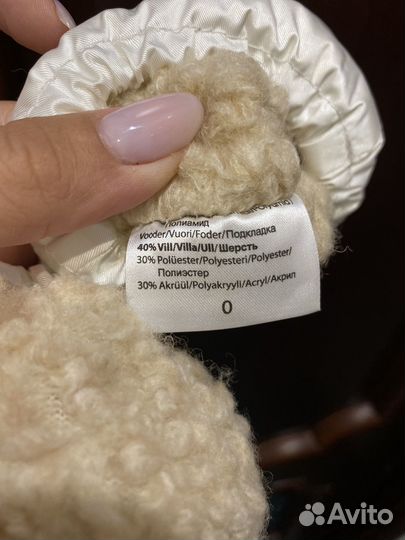 Полиамид
Vooder/Vuori/Foder/Подкладка
40% Vill/Villa/Ull/Шерсть
30% Polüester/Polyesteri/Polyester/
Полиэстер
30% Akrüül/Polyakryyli/Acryl/Акрил
0
Avito